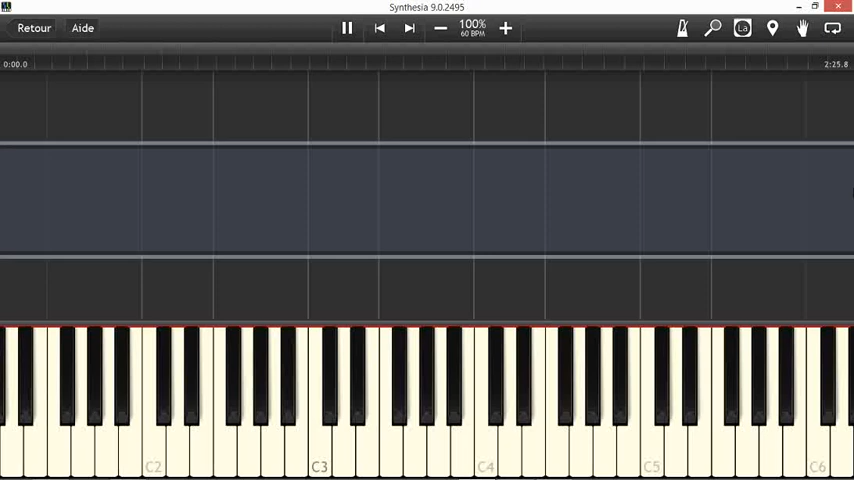 Synthesia 9.0.2495
Retour Aide 100% La
60 BPM
0:00.0 2:25.8
C2 C3 C4 C5 C6